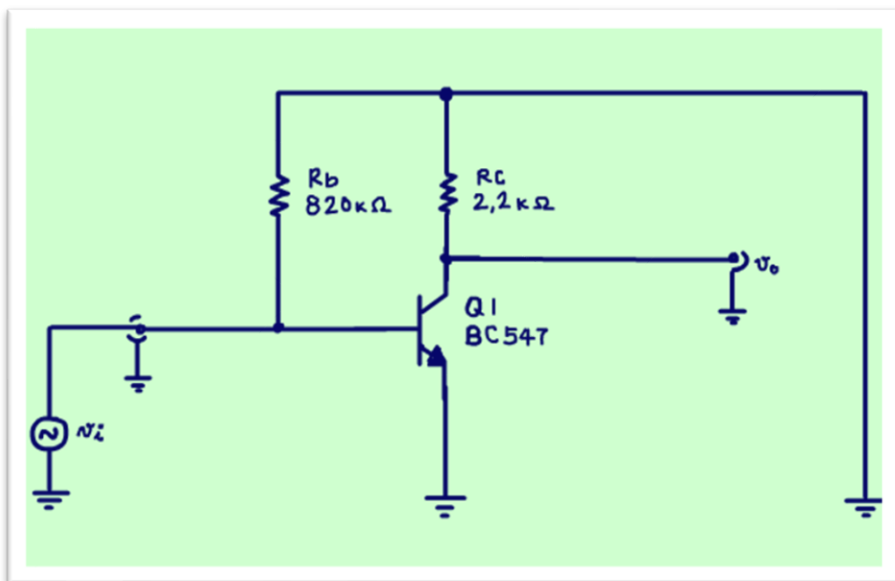 Rb
820kΩ
RC
2,2kΩ
vo
Q1
BC547
vi